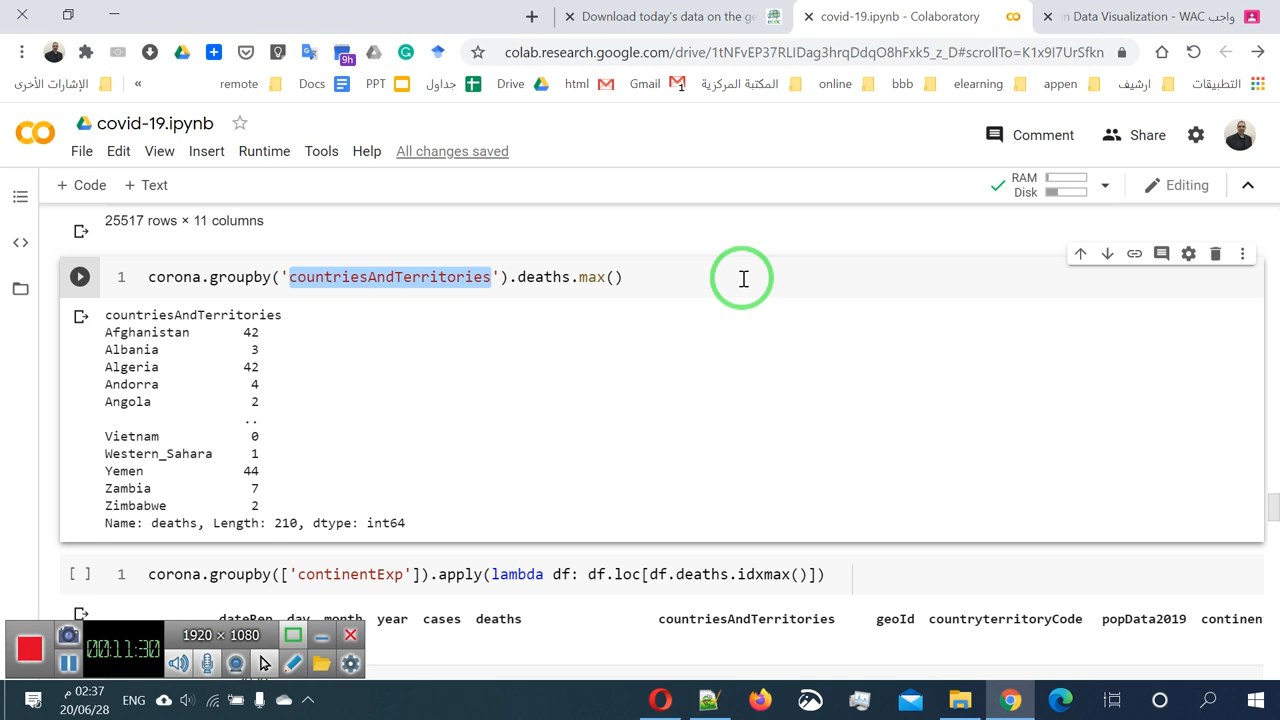 Download today's data on the ge
covid-19.ipynb - Colaboratory
in Data Visualization - WAC واجب
colab.research.google.com/drive/1tNFvEP37RLIDag3hrqDdqO8hFxk5_z_D#scrollTo=K1x9I7UrSfkn
9h
الإشارات الأخرى
«
remote
Docs
PPT
جداول
Drive
html
Gmail
المكتبة المركزية
online
bbb
elearning
ارشيف
appen
التطبيقات
covid-19.ipynb
Comment
Share
File Edit View Insert Runtime Tools Help All changes saved
+ Code + Text
RAM
Disk
Editing
25517 rows × 11 columns
1 corona.groupby('countriesAndTerritories').deaths.max()
countriesAndTerritories
Afghanistan 42
Albania 3
Algeria 42
Andorra 4
Angola 2
..
Vietnam 0
Western_Sahara 1
Yemen 44
Zambia 7
Zimbabwe 2
Name: deaths, Length: 210, dtype: int64
[ ] 1 corona.groupby(['continentExp']).apply(lambda df: df.loc[df.deaths.idxmax()])
dateRep day month year cases deaths countriesAndTerritories geoId countryterritoryCode popData2019 continen
00:11:30
1920 × 1080
02:37 م
ENG
20/06/28